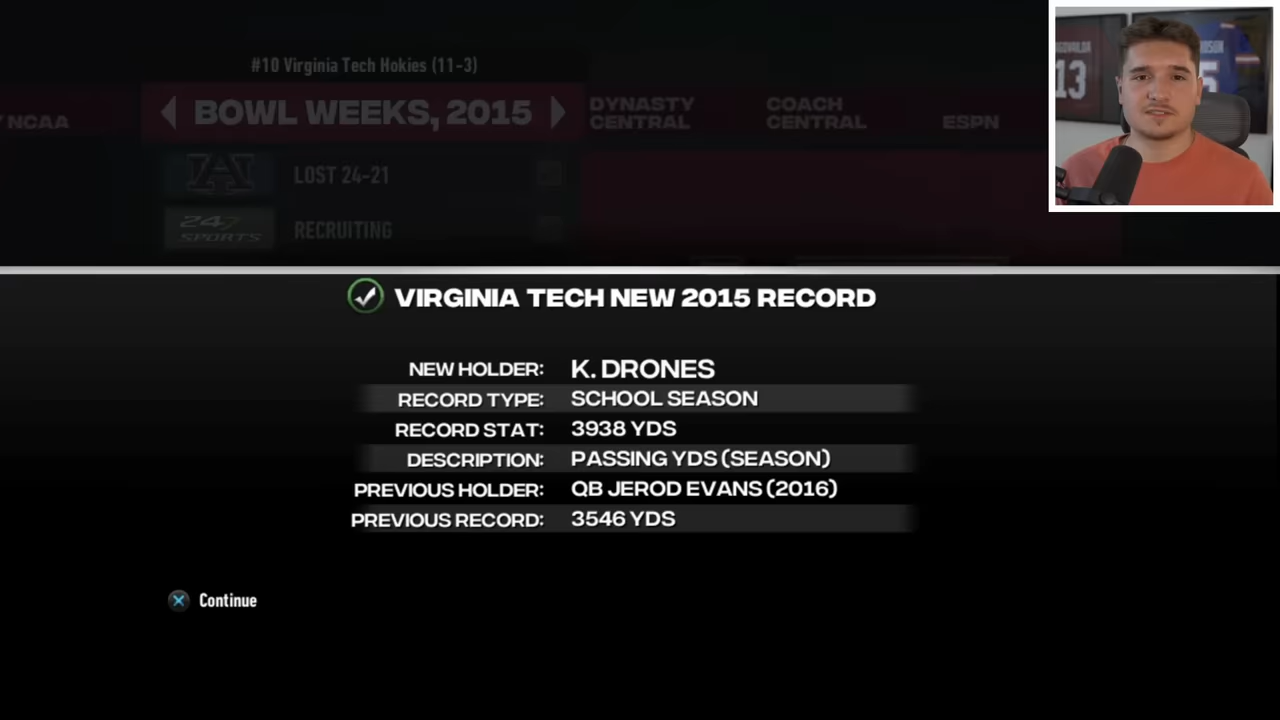 #10 Virginia Tech Hokies (11-3)
NCAA
BOWL WEEKS, 2015
DYNASTY CENTRAL
COACH CENTRAL
ESPN
LOST 24-21
247 SPORTS
RECRUITING
13
VIRGINIA TECH NEW 2015 RECORD
NEW HOLDER: K. DRONES
RECORD TYPE: SCHOOL SEASON
RECORD STAT: 3938 YDS
DESCRIPTION: PASSING YDS (SEASON)
PREVIOUS HOLDER: QB JEROD EVANS (2016)
PREVIOUS RECORD: 3546 YDS
Continue